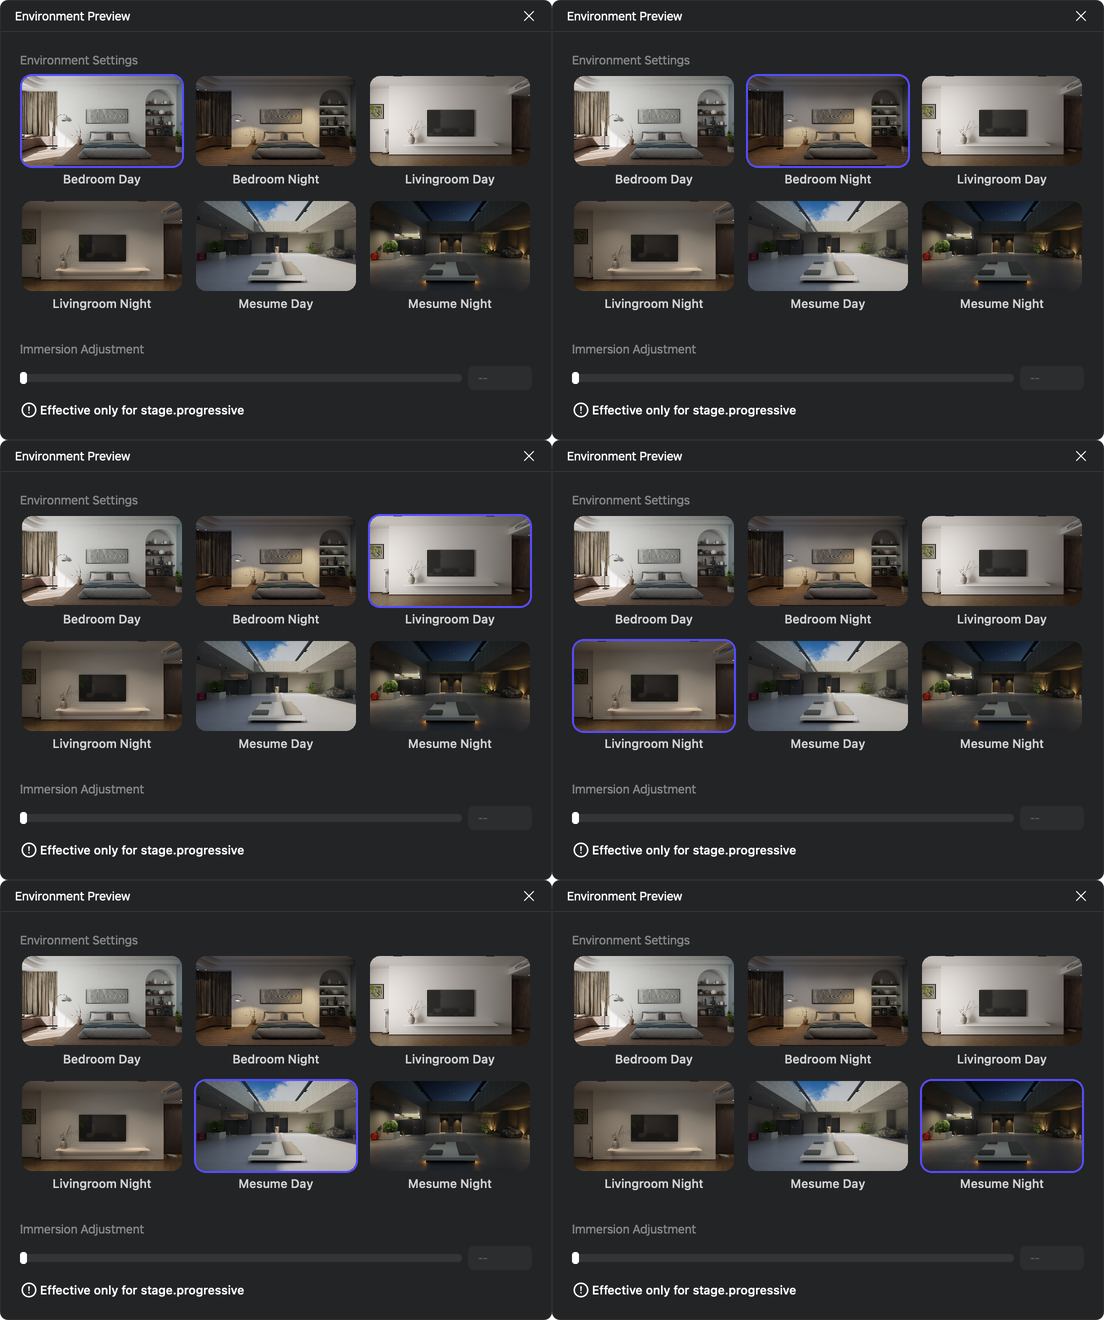 Environment Preview
Environment Settings
Bedroom Day
Bedroom Night
Livingroom Day
Livingroom Night
Mesume Day
Mesume Night
Immersion Adjustment
--
Effective only for stage.progressive
Environment Preview
Environment Settings
Bedroom Day
Bedroom Night
Livingroom Day
Livingroom Night
Mesume Day
Mesume Night
Immersion Adjustment
--
Effective only for stage.progressive
Environment Preview
Environment Settings
Bedroom Day
Bedroom Night
Livingroom Day
Livingroom Night
Mesume Day
Mesume Night
Immersion Adjustment
--
Effective only for stage.progressive
Environment Preview
Environment Settings
Bedroom Day
Bedroom Night
Livingroom Day
Livingroom Night
Mesume Day
Mesume Night
Immersion Adjustment
--
Effective only for stage.progressive
Environment Preview
Environment Settings
Bedroom Day
Bedroom Night
Livingroom Day
Livingroom Night
Mesume Day
Mesume Night
Immersion Adjustment
--
Effective only for stage.progressive
Environment Preview
Environment Settings
Bedroom Day
Bedroom Night
Livingroom Day
Livingroom Night
Mesume Day
Mesume Night
Immersion Adjustment
--
Effective only for stage.progressive